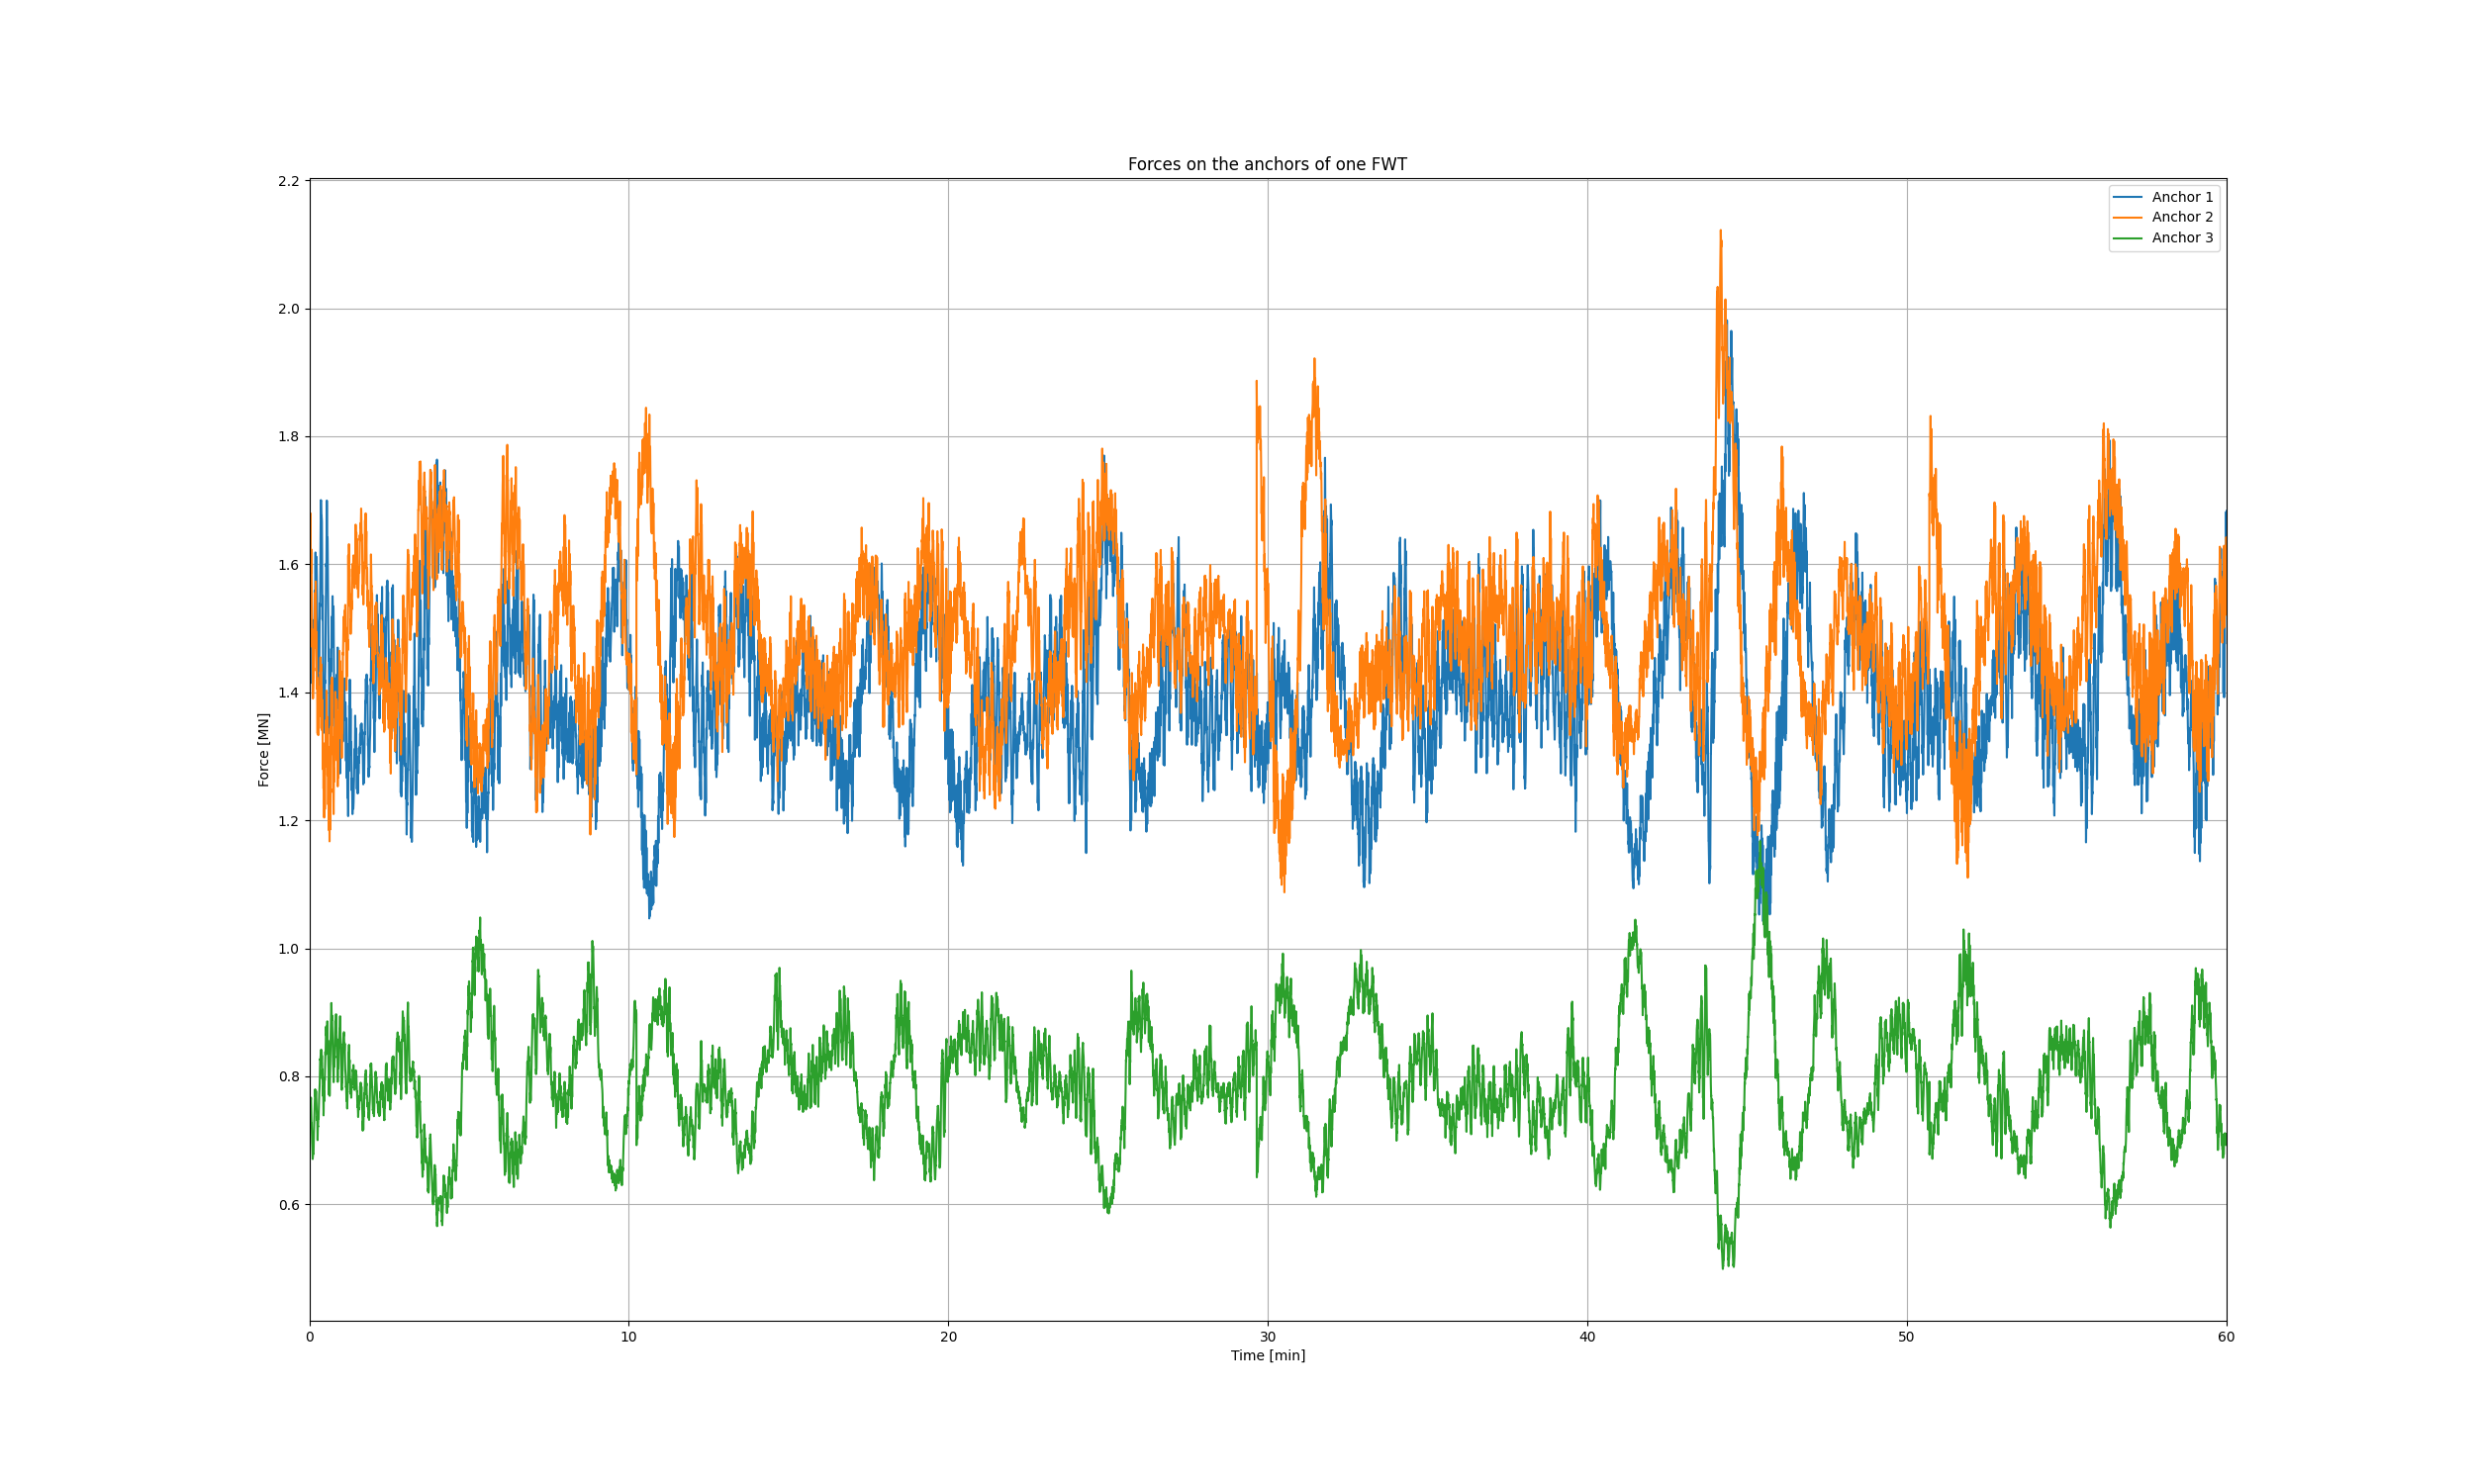 Forces on the anchors of one FWT
2.2
2.0
1.8
1.6
1.4
1.2
1.0
0.8
0.6
Force [MN]
Anchor 1
Anchor 2
Anchor 3
0 10 20 30 40 50 60
Time [min]